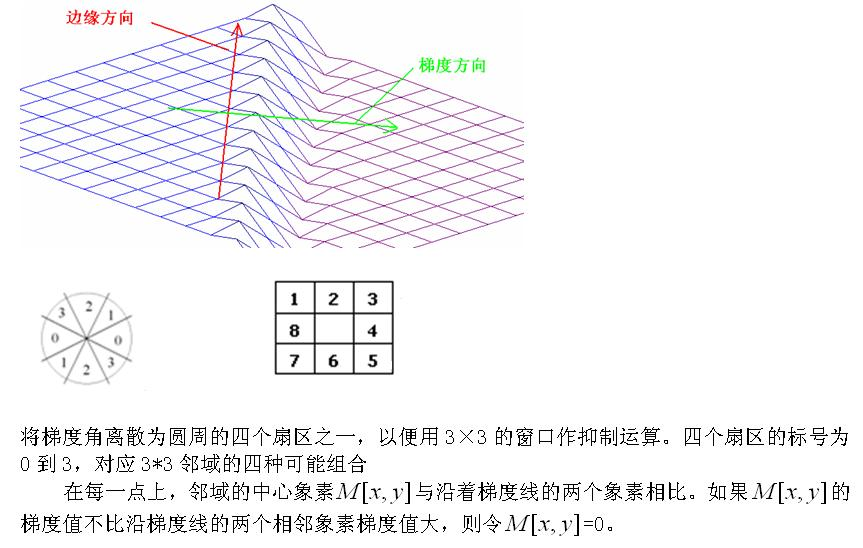 边缘方向
梯度方向
3 2 1
0 0
1 2 3
1 2 3
8 4
7 6 5
将梯度角离散为圆周的四个扇区之一，以便用3×3的窗口作抑制运算。四个扇区的标号为
0到3，对应3*3邻域的四种可能组合
在每一点上，邻域的中心象素M[x,y]与沿着梯度线的两个象素相比。如果M[x,y]的
梯度值不比沿梯度线的两个相邻象素梯度值大，则令M[x,y]=0。